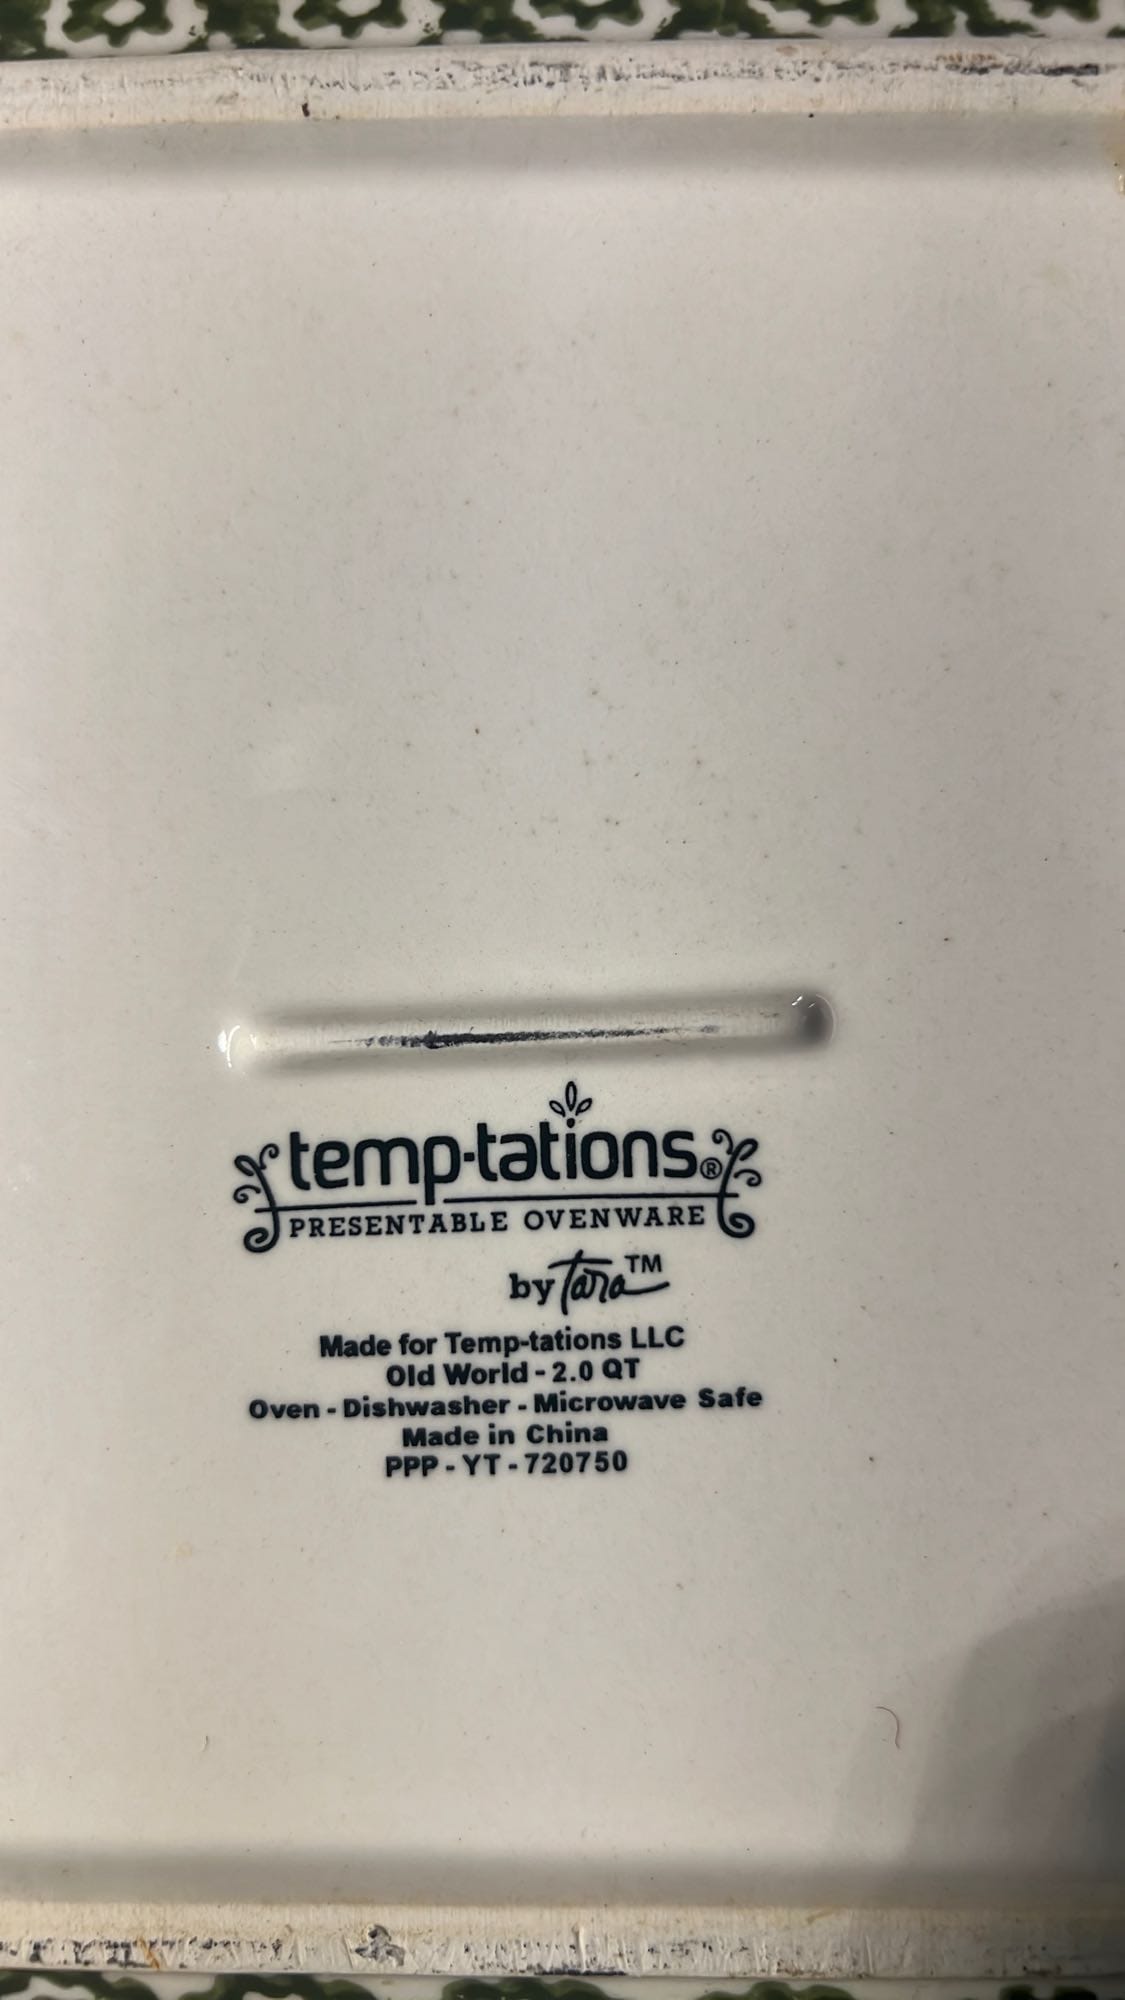 temp-tations®
PRESENTABLE OVENWARE
by Tara™
Made for Temp-tations LLC
Old World - 2.0 QT
Oven - Dishwasher - Microwave Safe
Made in China
PPP - YT - 720750